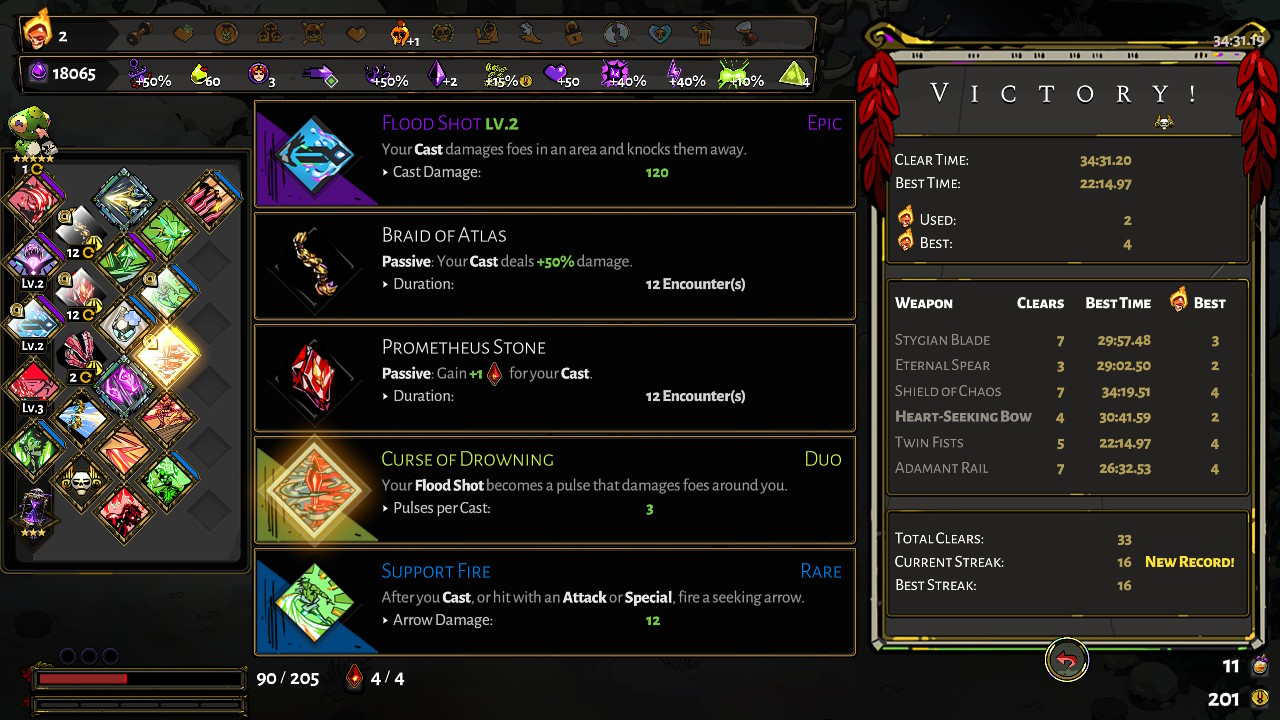 2
+1
18065
+50%
60
3
+50%
+2
+15%
+50
+40%
+40%
+10%
4
1
12
Lv.2
12
Lv.2
2
Lv.3
FLOOD SHOT LV.2
EPIC
Your Cast damages foes in an area and knocks them away.
Cast Damage: 120
BRAID OF ATLAS
Passive: Your Cast deals +50% damage.
Duration: 12 Encounter(s)
PROMETHEUS STONE
Passive: Gain +1 for your Cast.
Duration: 12 Encounter(s)
CURSE OF DROWNING
DUO
Your Flood Shot becomes a pulse that damages foes around you.
Pulses per Cast: 3
SUPPORT FIRE
RARE
After you Cast, or hit with an Attack or Special, fire a seeking arrow.
Arrow Damage: 12
90 / 205
4 / 4
34:31.19
VICTORY!
CLEAR TIME: 34:31.20
BEST TIME: 22:14.97
USED: 2
BEST: 4
WEAPON CLEARS BEST TIME BEST
STYGIAN BLADE 7 29:57.48 3
ETERNAL SPEAR 3 29:02.50 2
SHIELD OF CHAOS 7 34:19.51 4
HEART-SEEKING BOW 4 30:41.59 2
TWIN FISTS 5 22:14.97 4
ADAMANT RAIL 7 26:32.53 4
TOTAL CLEARS: 33
CURRENT STREAK: 16 NEW RECORD!
BEST STREAK: 16
11
201